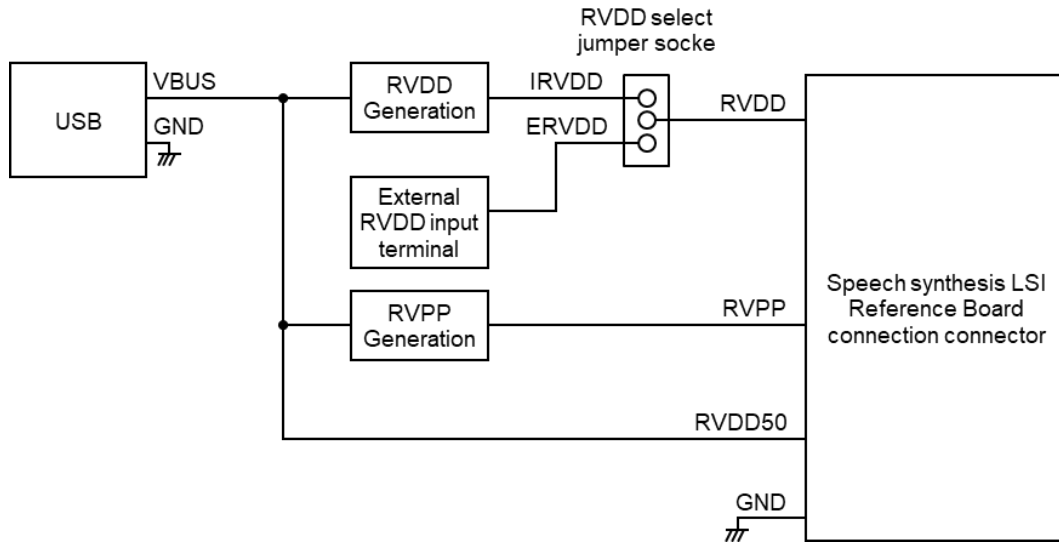 RVDD select
jumper socke
USB
VBUS
GND
RVDD
Generation
IRVDD
ERVDD
RVDD
External
RVDD input
terminal
RVPP
Generation
RVPP
Speech synthesis LSI
Reference Board
connection connector
RVDD50
GND